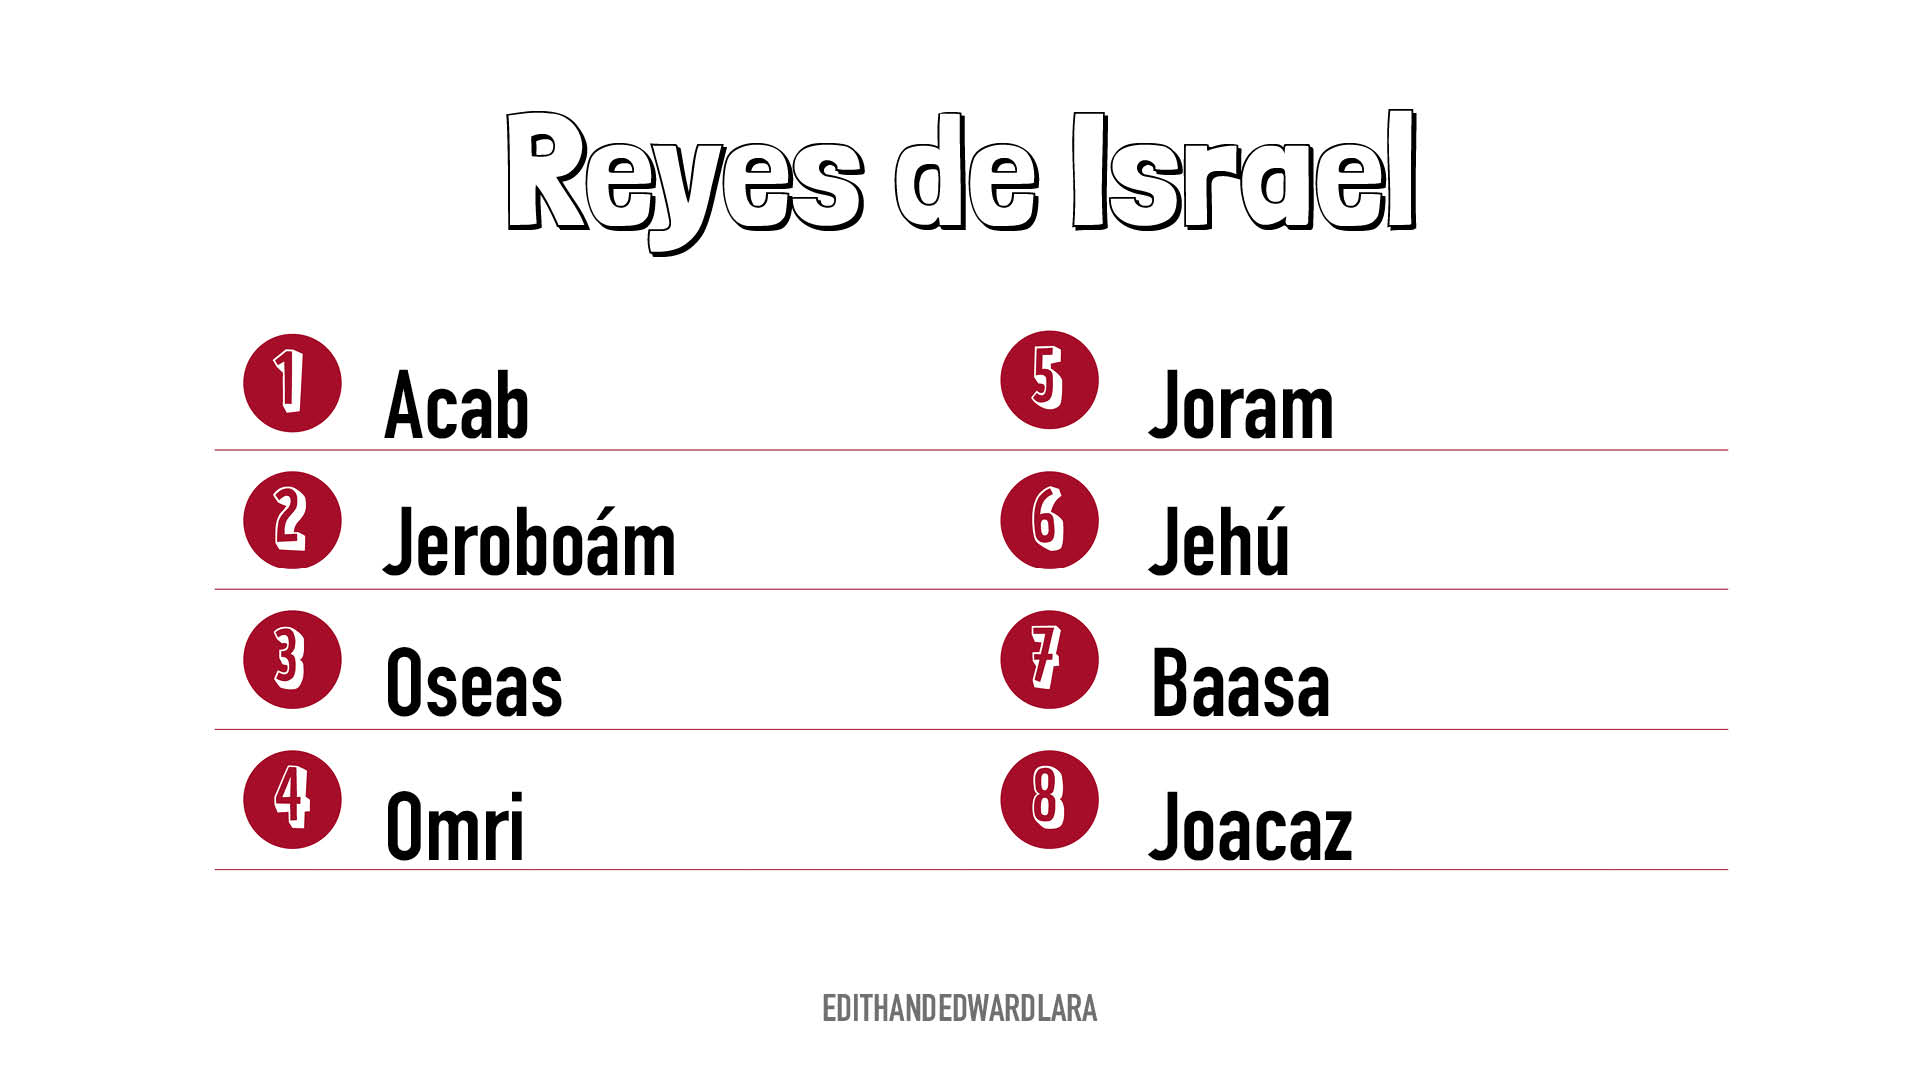 Reyes de Israel
1 Acab
2 Jeroboám
3 Oseas
4 Omri
5 Joram
6 Jehú
7 Baasa
8 Joacaz
EDITHANDEDWARDLARA